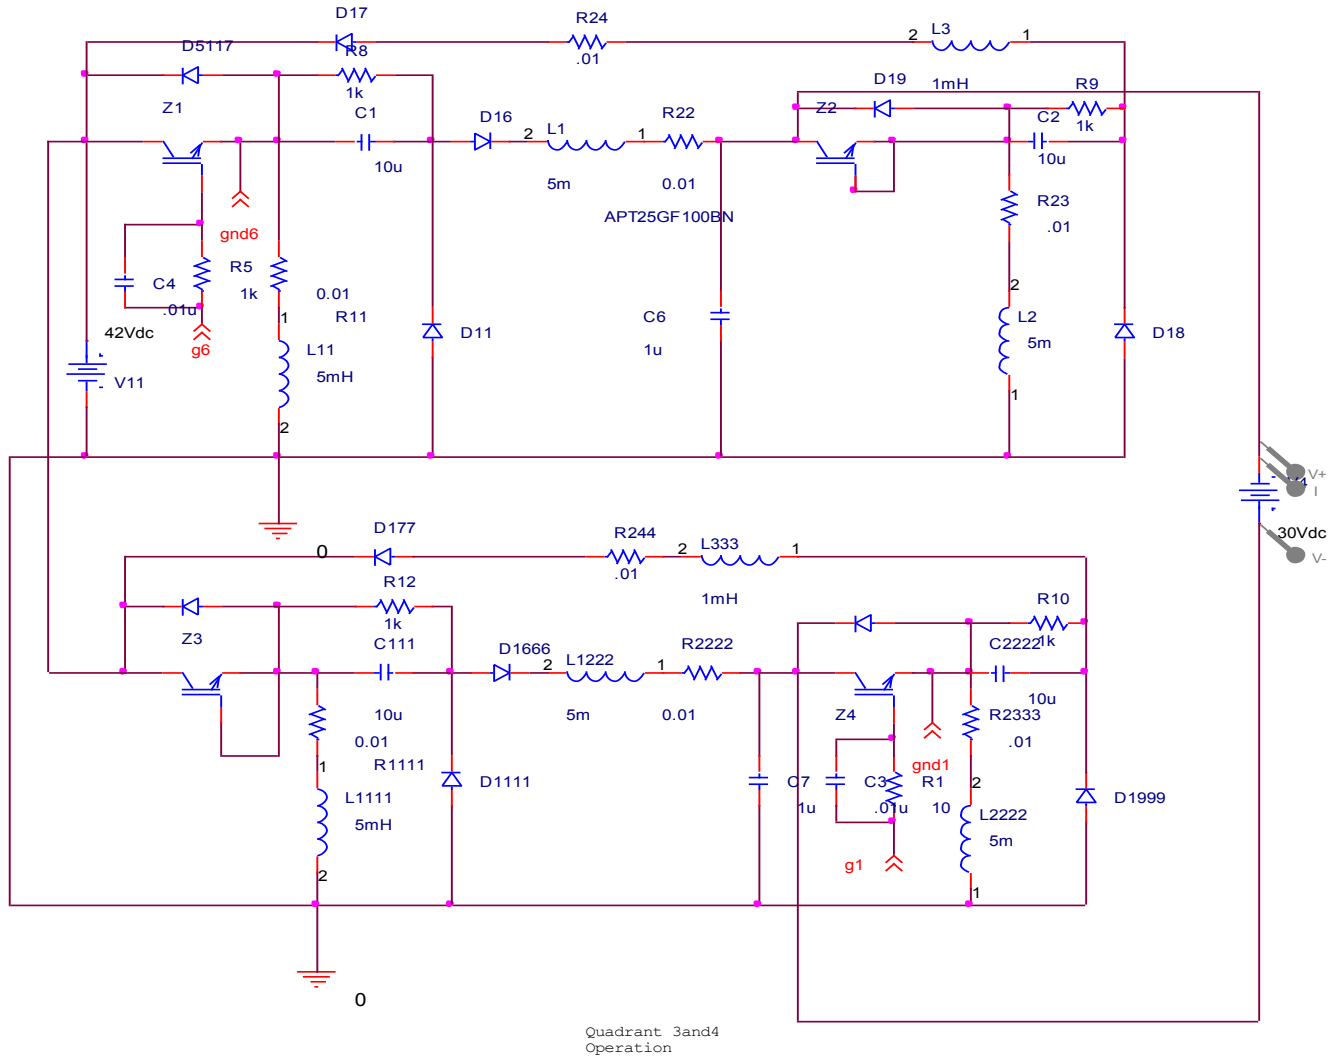 D17
R24
.01
2
L3
1
D5117
R8
1k
D19
1mH
R9
1k
Z1
C1
10u
D16
2
L1
1
5m
R22
0.01
APT25GF100BN
Z2
C2
10u
R23
.01
gnd6
C4
.01u
R5
1k
0.01
R11
g6
42Vdc
V11
1
L11
5mH
2
D11
C6
1u
2
L2
5m
1
D18
V+
I
30Vdc
V-
0
D177
R244
.01
2
L333
1
1mH
R12
1k
R10
1k
Z3
C111
10u
D1666
2
L1222
1
5m
R2222
0.01
Z4
C2222
10u
R2333
.01
0.01
R1111
1
L1111
5mH
2
D1111
C7
1u
C3
.01u
R1
10
gnd1
g1
2
L2222
5m
1
D1999
0
Quadrant 3and4
Operation